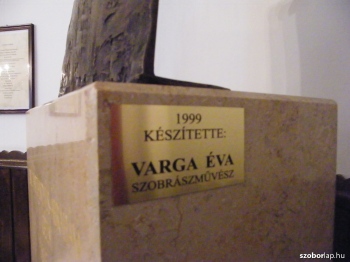 1999
KÉSZÍTETTE:
VARGA ÉVA
SZOBRÁSZMŰVÉSZ
szoborlap.hu